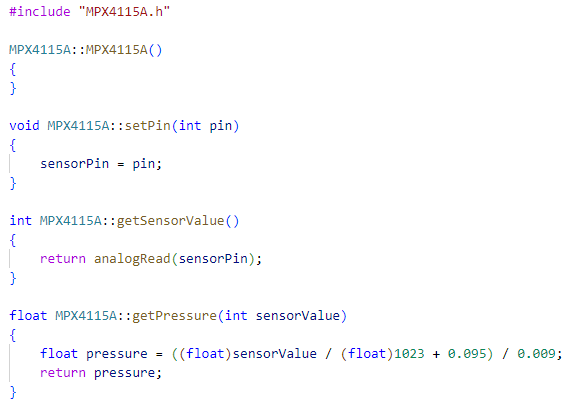 #include "MPX4115A.h"

MPX4115A::MPX4115A()
{
}

void MPX4115A::setPin(int pin)
{
    sensorPin = pin;
}

int MPX4115A::getSensorValue()
{
    return analogRead(sensorPin);
}

float MPX4115A::getPressure(int sensorValue)
{
    float pressure = ((float)sensorValue / (float)1023 + 0.095) / 0.009;
    return pressure;
}